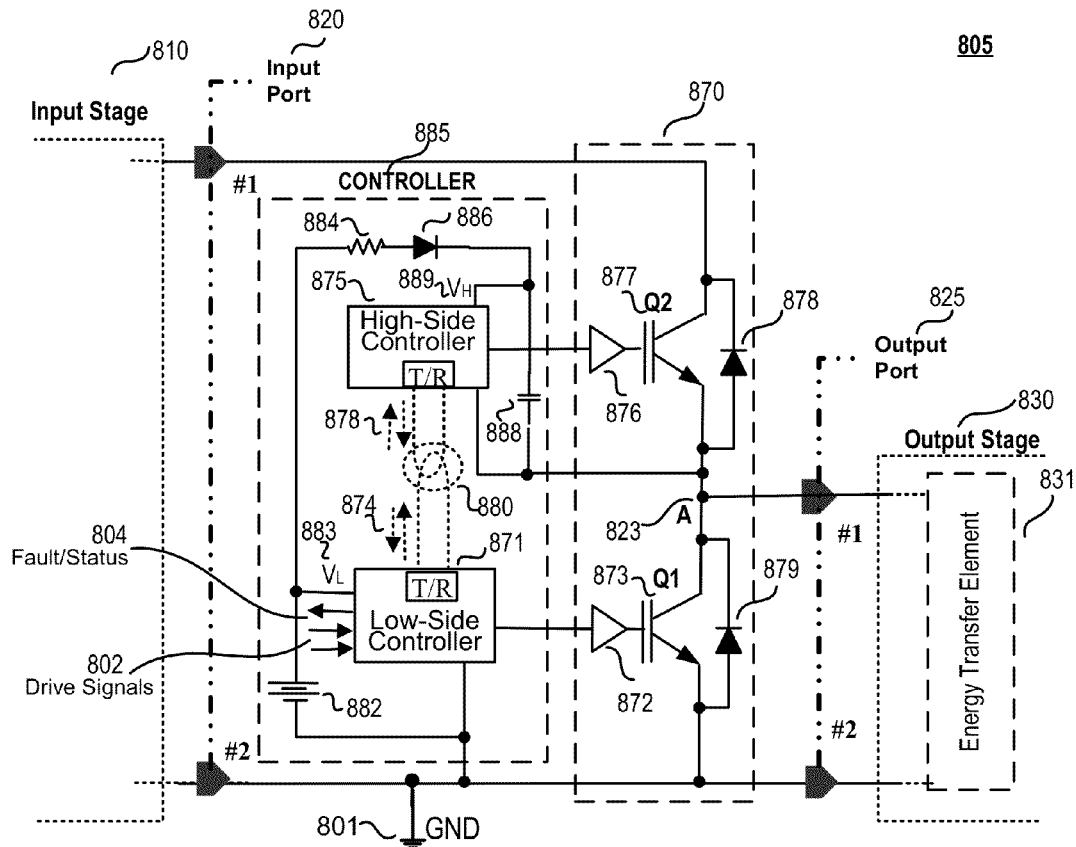 805
810
820
Input
Port
Input Stage
870
885
CONTROLLER
#1
884
886
889
VH
875
High-Side
Controller
T/R
877
Q2
878
825
Output
Port
876
888
878
830
Output Stage
880
874
831
823
A
#1
883
871
804
Fault/Status
VL
T/R
Low-Side
Controller
873
Q1
879
Energy Transfer Element
802
Drive Signals
882
872
#2
#2
801
GND